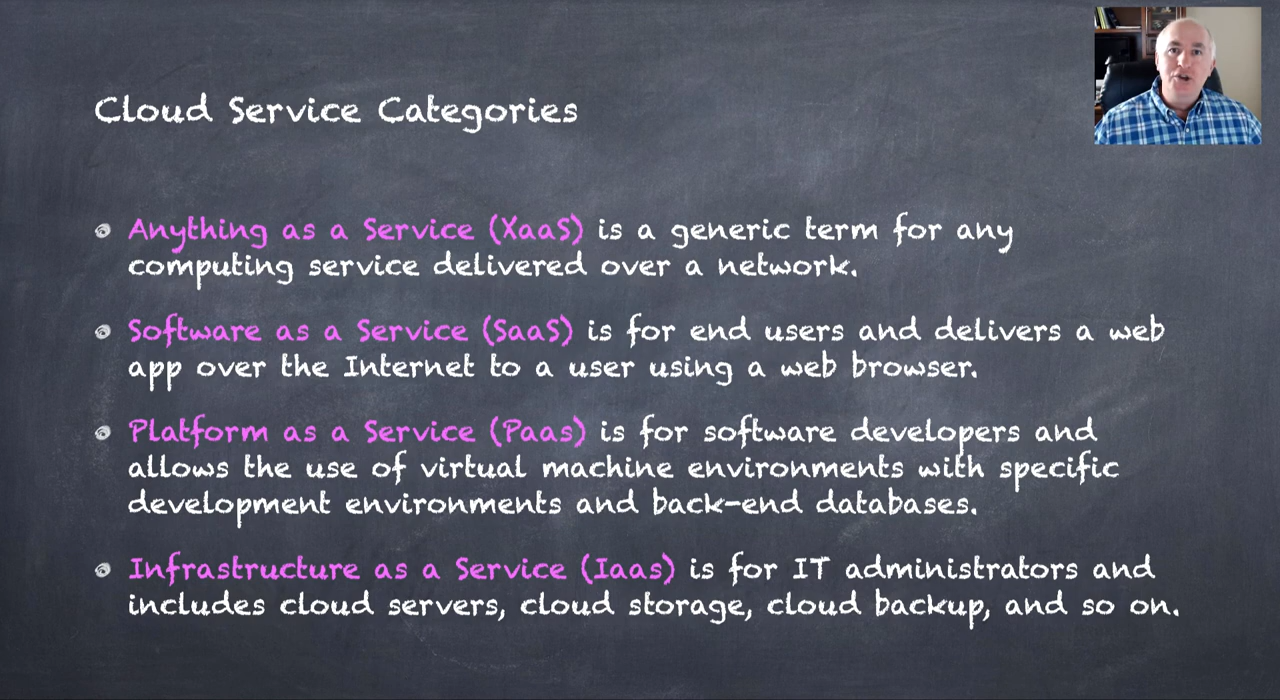 Cloud Service Categories
Anything as a Service (XaaS) is a generic term for any
computing service delivered over a network.
Software as a Service (SaaS) is for end users and delivers a web
app over the Internet to a user using a web browser.
Platform as a Service (Paas) is for software developers and
allows the use of virtual machine environments with specific
development environments and back-end databases.
Infrastructure as a Service (Iaas) is for IT administrators and
includes cloud servers, cloud storage, cloud backup, and so on.